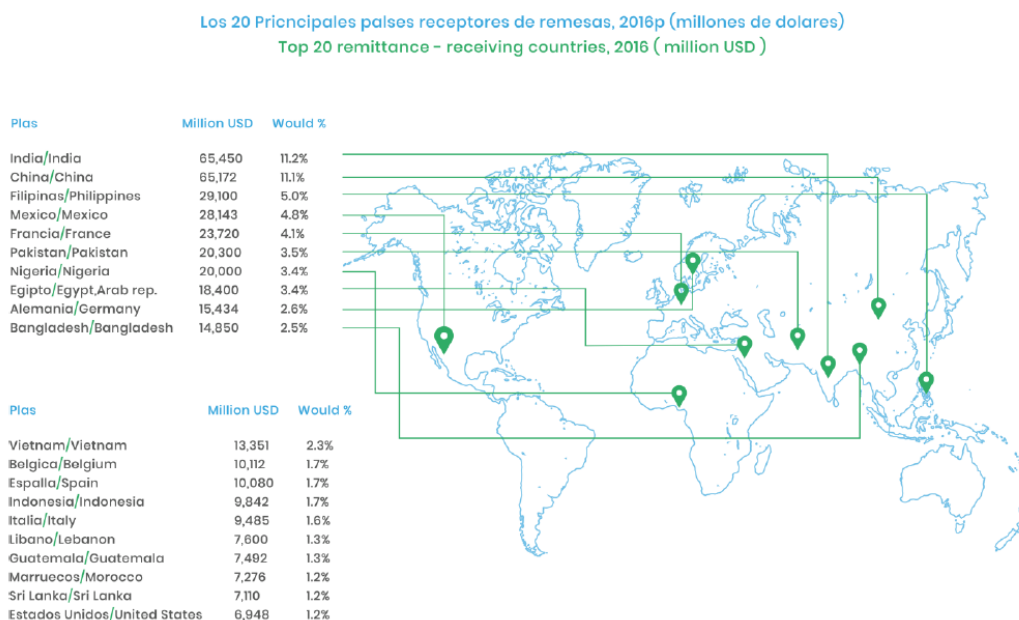 Los 20 Pricncipales palses receptores de remesas, 2016p (millones de dolares)
Top 20 remittance - receiving countries, 2016 ( million USD )
Plas Million USD Would %
India/India 65,450 11.2%
China/China 65,172 11.1%
Filipinas/Philippines 29,100 5.0%
Mexico/Mexico 28,143 4.8%
Francia/France 23,720 4.1%
Pakistan/Pakistan 20,300 3.5%
Nigeria/Nigeria 20,000 3.4%
Egipto/Egypt,Arab rep. 18,400 3.4%
Alemania/Germany 15,434 2.6%
Bangladesh/Bangladesh 14,850 2.5%
Plas Million USD Would %
Vietnam/Vietnam 13,351 2.3%
Belgica/Belgium 10,112 1.7%
Espalla/Spain 10,080 1.7%
Indonesia/Indonesia 9,842 1.7%
Italia/Italy 9,485 1.6%
Libano/Lebanon 7,600 1.3%
Guatemala/Guatemala 7,492 1.3%
Marruecos/Morocco 7,276 1.2%
Sri Lanka/Sri Lanka 7,110 1.2%
Estados Unidos/United States 6,948 1.2%